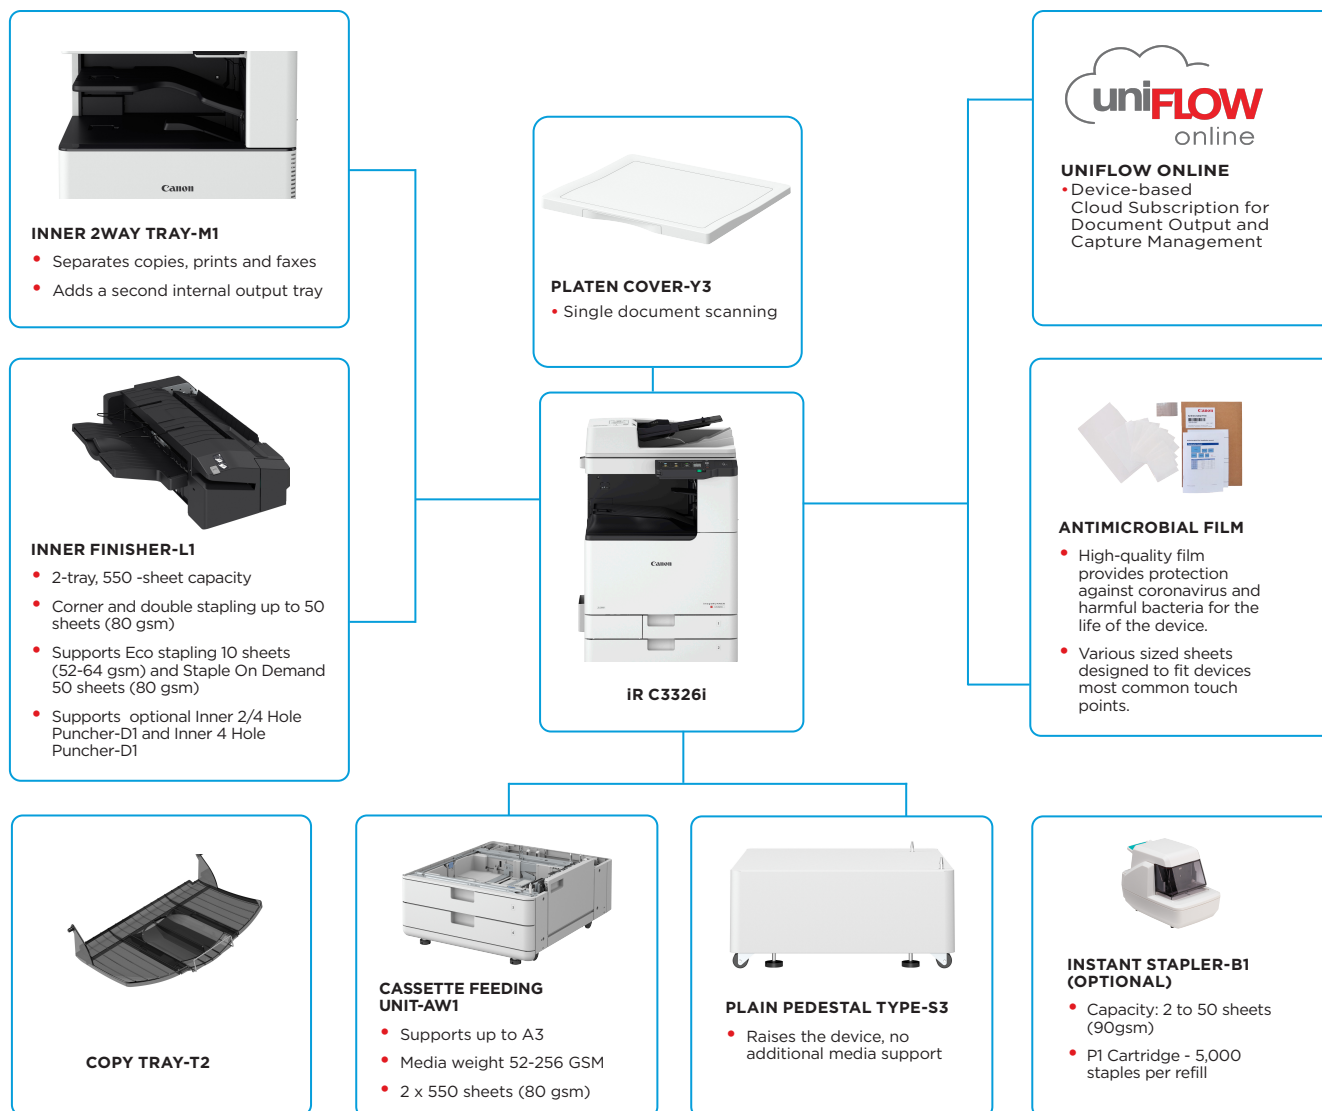 Canon
INNER 2WAY TRAY-M1
• Separates copies, prints and faxes
• Adds a second internal output tray
PLATEN COVER-Y3
• Single document scanning
uniFLOW
online
UNIFLOW ONLINE
• Device-based
Cloud Subscription for
Document Output and
Capture Management
INNER FINISHER-L1
• 2-tray, 550 -sheet capacity
• Corner and double stapling up to 50
sheets (80 gsm)
• Supports Eco stapling 10 sheets
(52-64 gsm) and Staple On Demand
50 sheets (80 gsm)
• Supports  optional Inner 2/4 Hole
Puncher-D1 and Inner 4 Hole
Puncher-D1
Canon
iR C3326i
Canon
ANTIMICROBIAL FILM
• High-quality film
provides protection
against coronavirus and
harmful bacteria for the
life of the device.
• Various sized sheets
designed to fit devices
most common touch
points.
COPY TRAY-T2
CASSETTE FEEDING
UNIT-AW1
• Supports up to A3
• Media weight 52-256 GSM
• 2 x 550 sheets (80 gsm)
PLAIN PEDESTAL TYPE-S3
• Raises the device, no
additional media support
INSTANT STAPLER-B1
(OPTIONAL)
• Capacity: 2 to 50 sheets
(90gsm)
• P1 Cartridge - 5,000
staples per refill